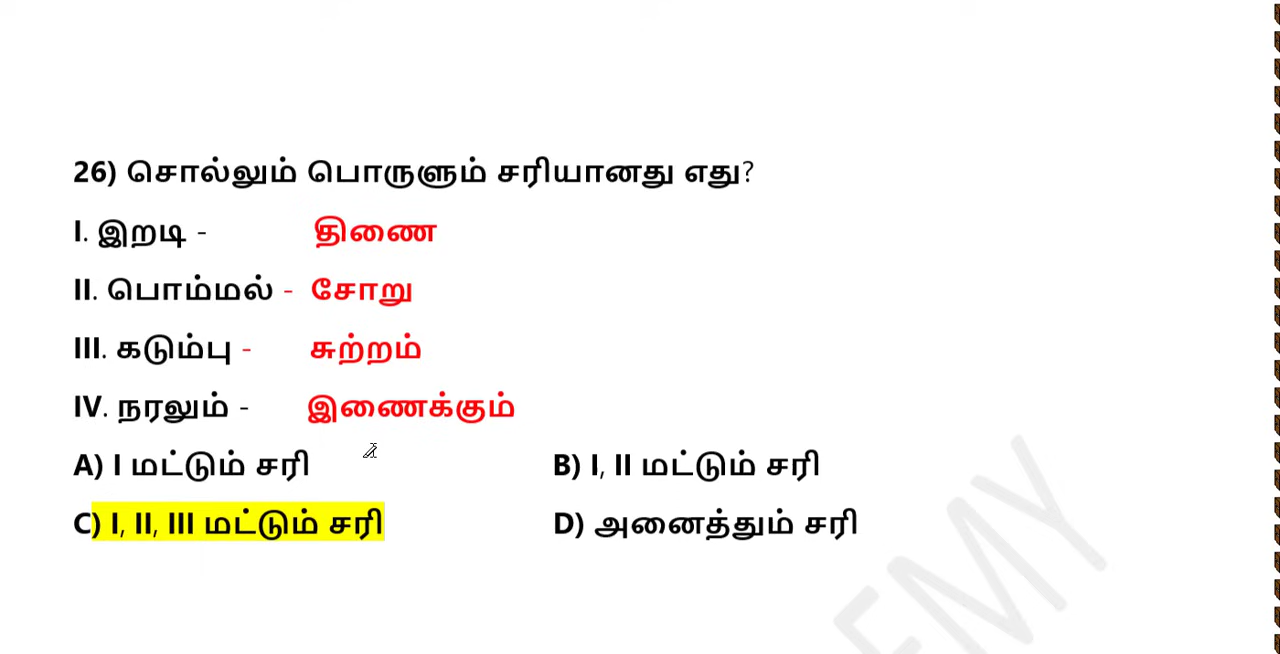 26) சொல்லும் பொருளும் சரியானது எது?
I. இறடி - திணை
II. பொம்மல் - சோறு
III. கடும்பு - சுற்றம்
IV. நரலும் - இணைக்கும்
A) I மட்டும் சரி B) I, II மட்டும் சரி
C) I, II, III மட்டும் சரி D) அனைத்தும் சரி
EMY